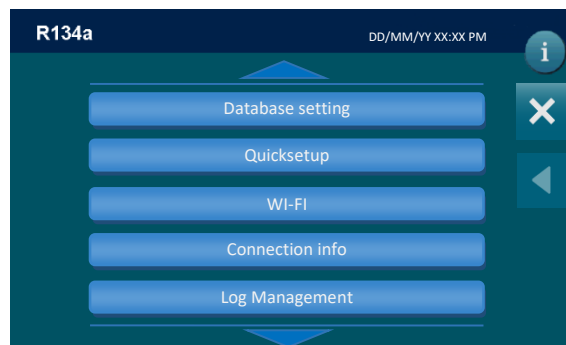 R134a
DD/MM/YY XX:XX PM
i
Database setting
Quicksetup
WI-FI
Connection info
Log Management